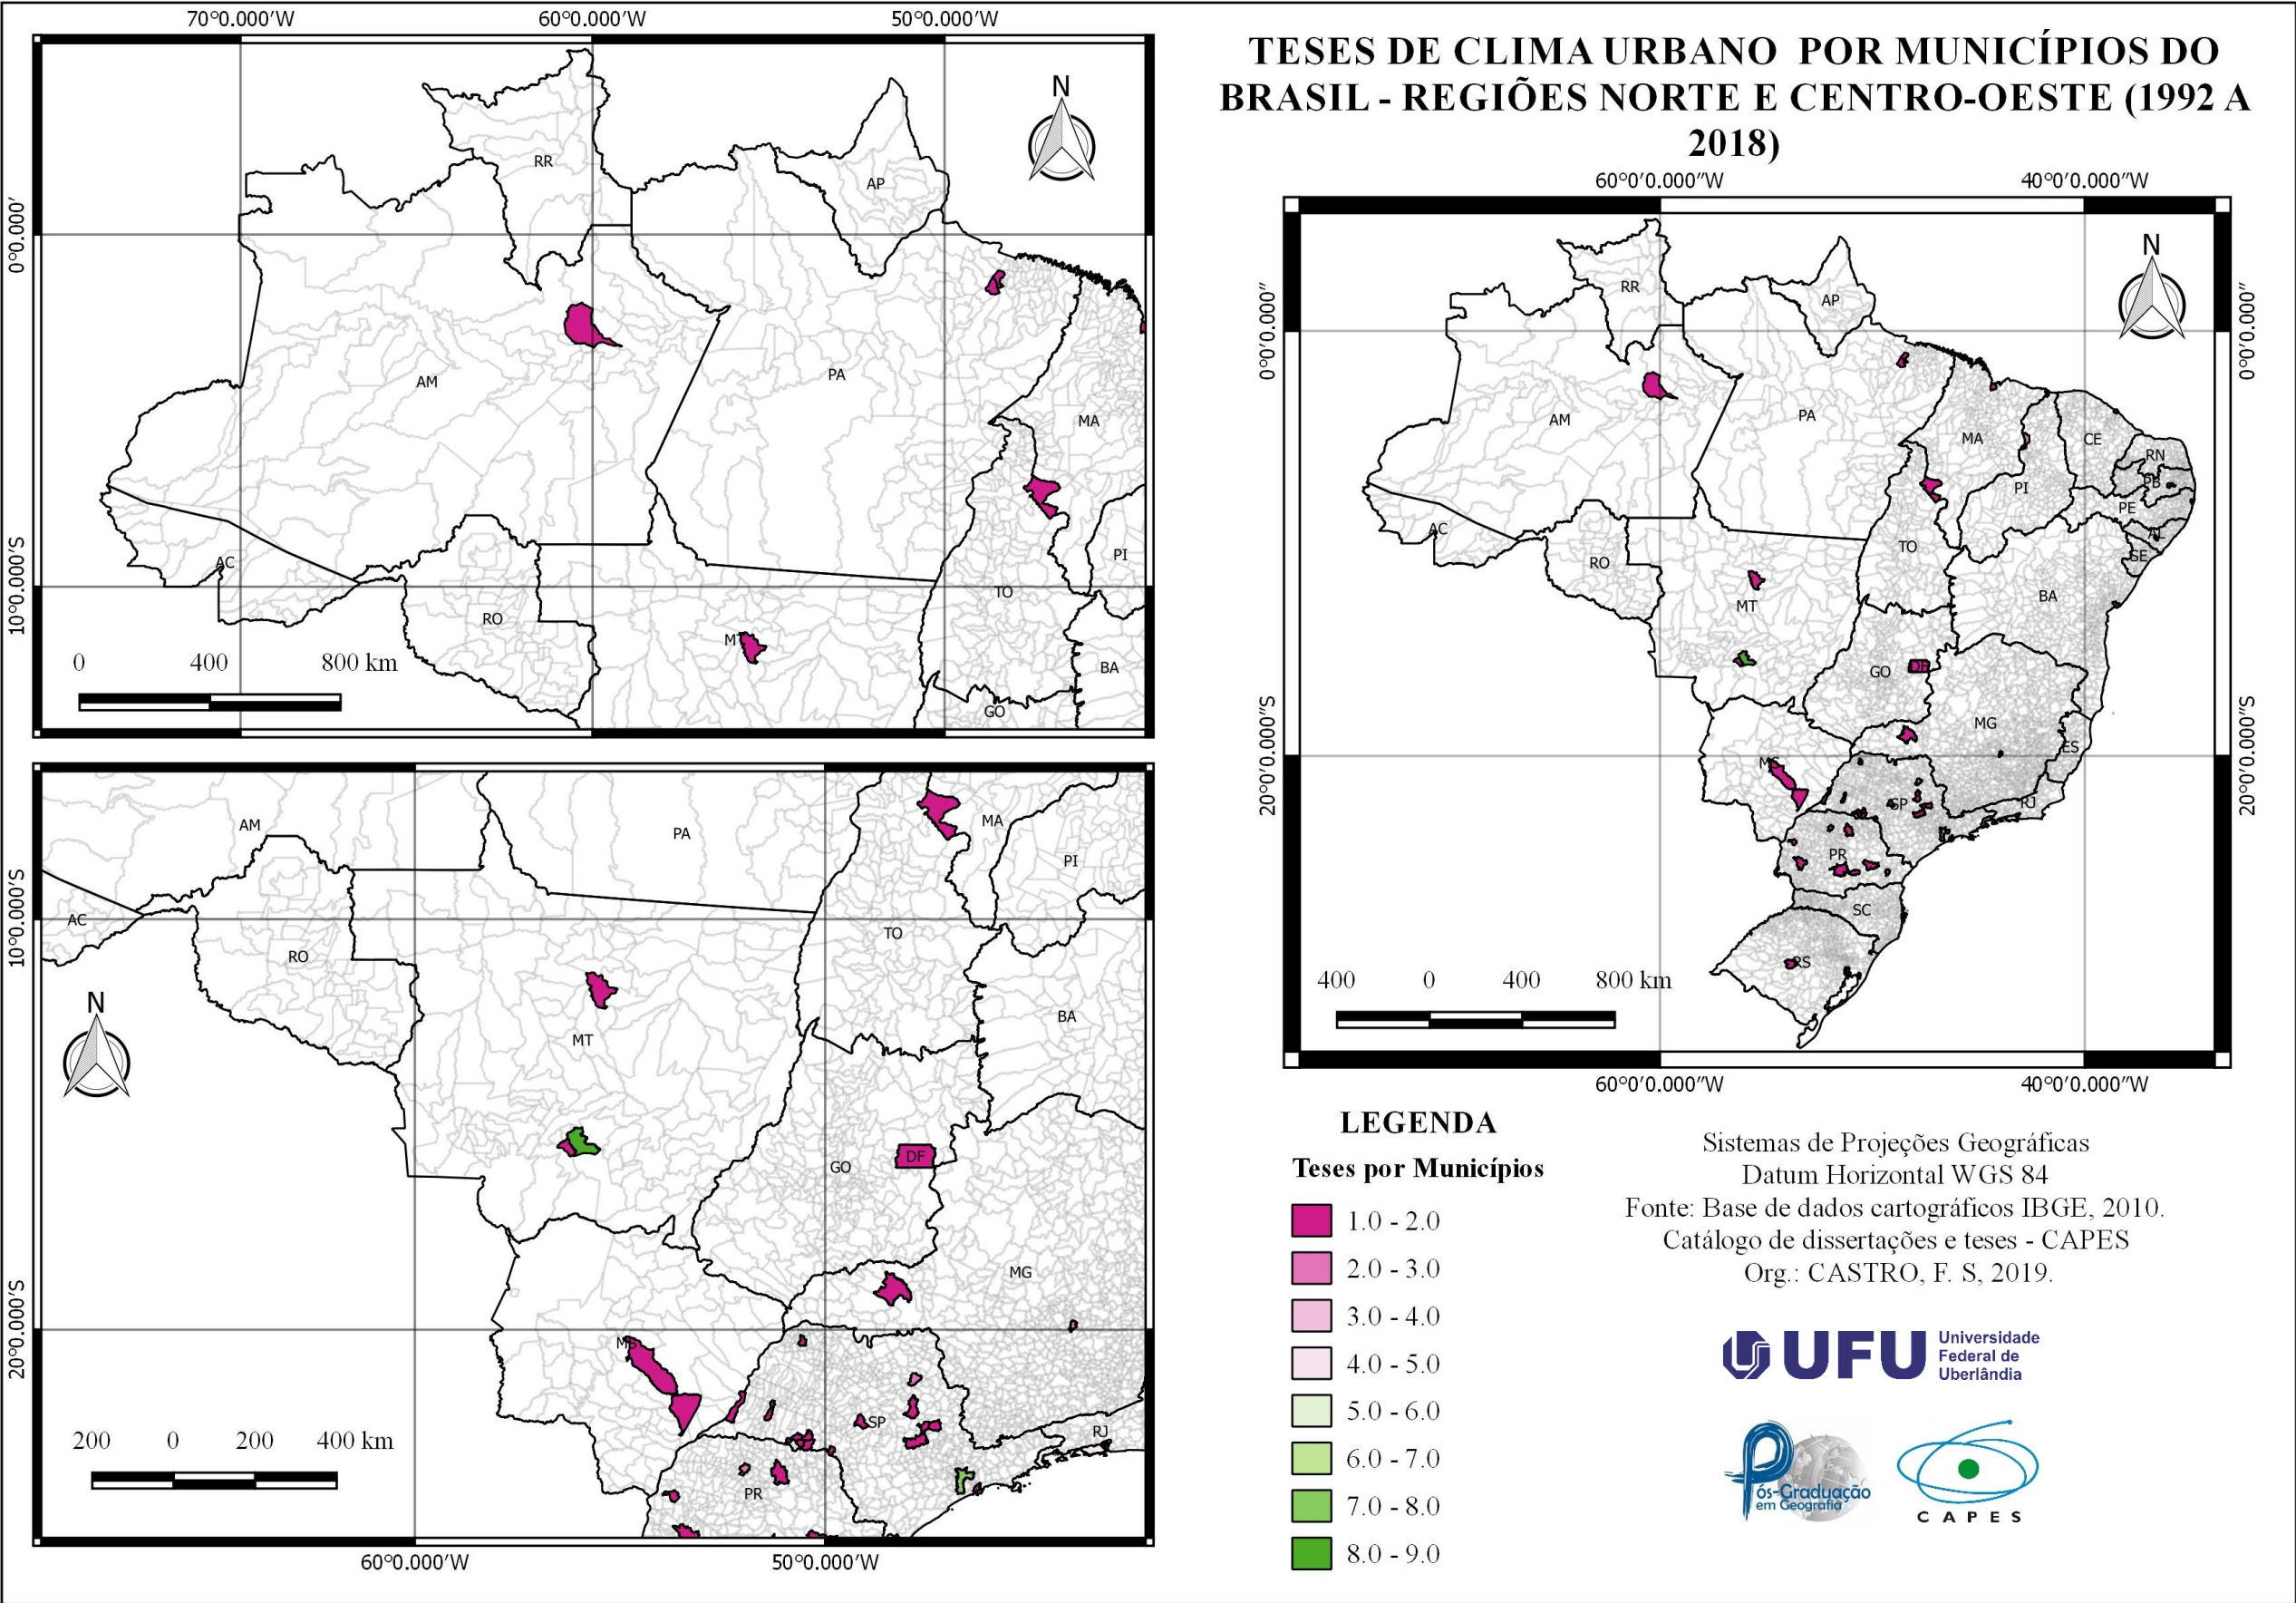 TESES DE CLIMA URBANO POR MUNICÍPIOS DO
BRASIL - REGIÕES NORTE E CENTRO-OESTE (1992 A
2018)
70°0.000'W
60°0.000'W
50°0.000'W
0°0.000'
10°0.000'S
N
RR
AP
AM
PA
MA
AC
PI
TO
RO
MT
BA
GO
0
400
800 km
AM
PA
MA
PI
AC
TO
RO
N
BA
MT
DF
GO
MG
MS
SP
RJ
PR
10°0.000'S
20°0.000'S
200
0
200
400 km
60°0.000'W
50°0.000'W
60°0'0.000"W
40°0'0.000"W
0°0'0.000"
0°0'0.000"
20°0'0.000"S
20°0'0.000"S
N
RR
AP
AM
PA
MA
CE
RN
PB
PI
PE
AC
AL
TO
SE
RO
BA
MT
DF
GO
MG
ES
MS
SP
RJ
PR
SC
RS
400
0
400
800 km
60°0'0.000"W
40°0'0.000"W
LEGENDA
Teses por Municípios
1.0 - 2.0
2.0 - 3.0
3.0 - 4.0
4.0 - 5.0
5.0 - 6.0
6.0 - 7.0
7.0 - 8.0
8.0 - 9.0
Sistemas de Projeções Geográficas
Datum Horizontal WGS 84
Fonte: Base de dados cartográficos IBGE, 2010.
Catálogo de dissertações e teses - CAPES
Org.: CASTRO, F. S, 2019.
UFU
Universidade
Federal de
Uberlândia
Pós-Graduação
em Geografia
CAPES